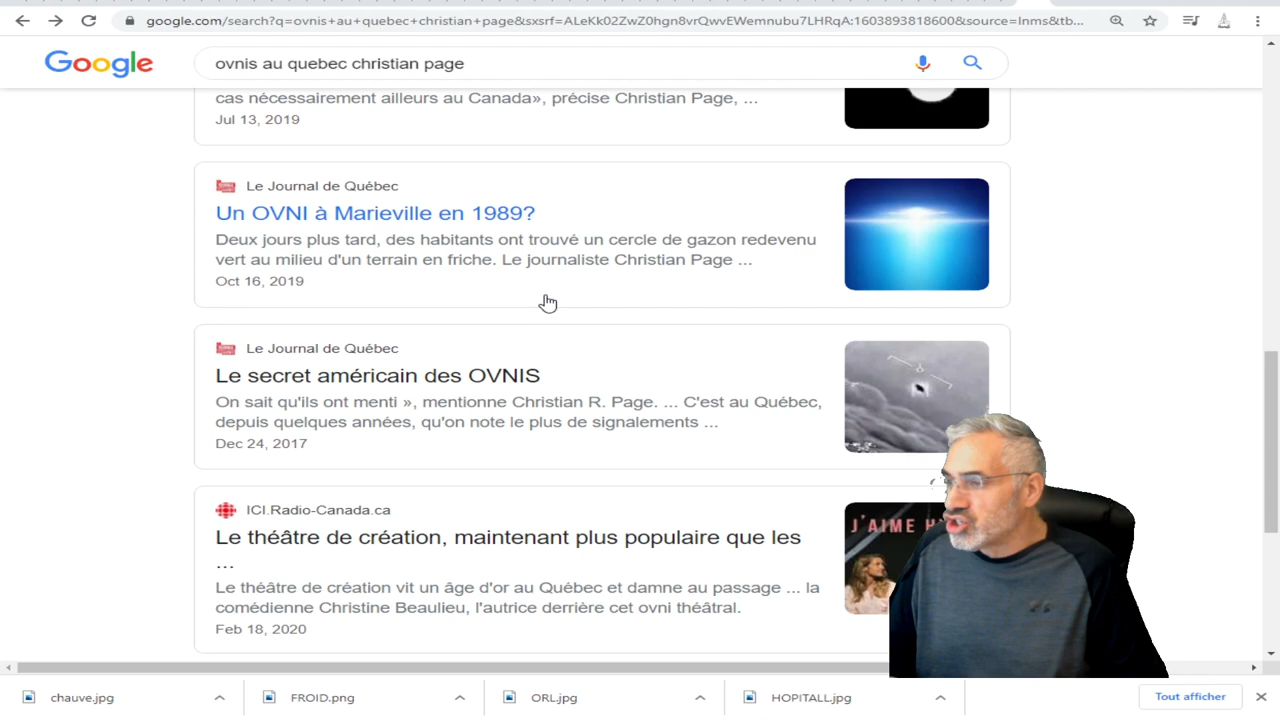 google.com/search?q=ovnis+au+quebec+christian+page&sxsrf=ALeKk02ZwZ0hgn8vrQwvEWemnubu7LHRqA:1603893818600&source=lnms&tb...
Google
ovnis au quebec christian page
cas nécessairement ailleurs au Canada», précise Christian Page, ...
Jul 13, 2019
Le Journal de Québec
Un OVNI à Marieville en 1989?
Deux jours plus tard, des habitants ont trouvé un cercle de gazon redevenu
vert au milieu d'un terrain en friche. Le journaliste Christian Page ...
Oct 16, 2019
Le Journal de Québec
Le secret américain des OVNIS
On sait qu'ils ont menti », mentionne Christian R. Page. ... C'est au Québec,
depuis quelques années, qu'on note le plus de signalements ...
Dec 24, 2017
ICI.Radio-Canada.ca
Le théâtre de création, maintenant plus populaire que les
...
Le théâtre de création vit un âge d'or au Québec et damne au passage ... la
comédienne Christine Beaulieu, l'autrice derrière cet ovni théâtral.
Feb 18, 2020
J'AIME H
chauve.jpg
FROID.png
ORL.jpg
HOPITALL.jpg
Tout afficher